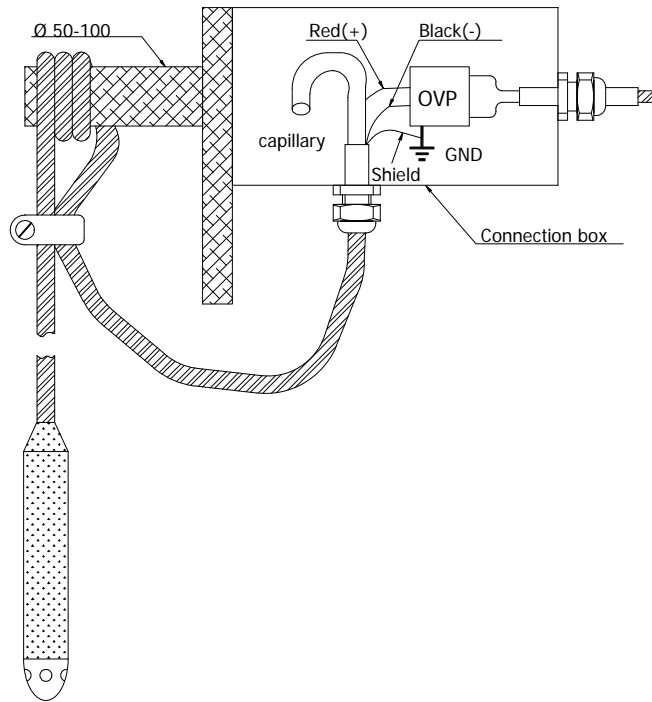 Ø 50-100
Red(+)
Black(-)
OVP
capillary
GND
Shield
Connection box